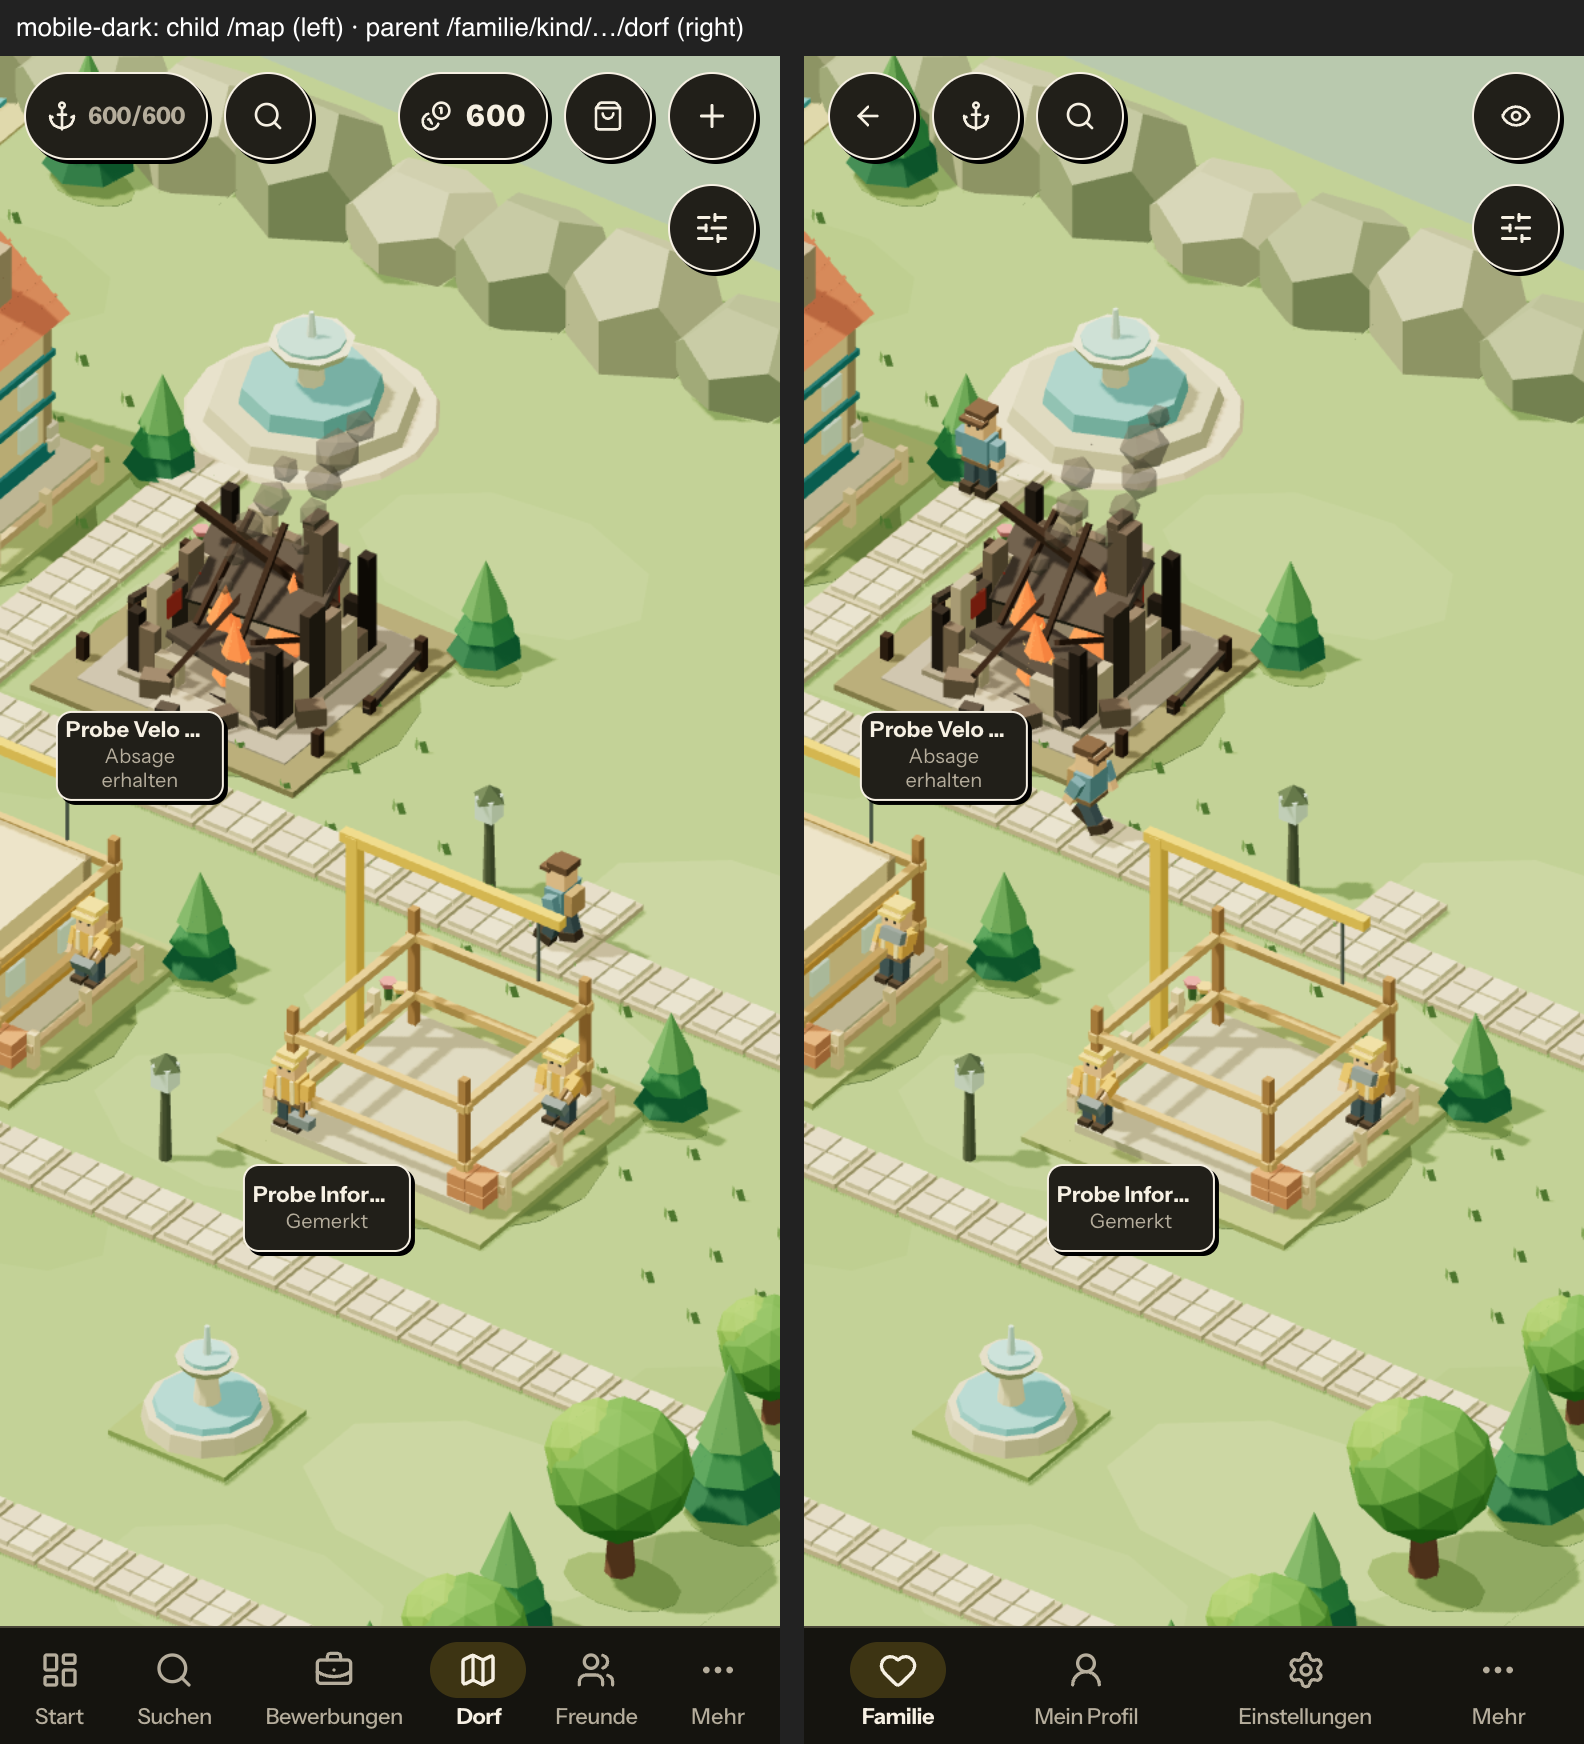 mobile-dark: child /map (left) · parent /familie/kind/…/dorf (right)
600/600
600
Probe Velo ...
Absage
erhalten
Probe Infor...
Gemerkt
Start
Suchen
Bewerbungen
Dorf
Freunde
Mehr
Probe Velo ...
Absage
erhalten
Probe Infor...
Gemerkt
Familie
Mein Profil
Einstellungen
Mehr